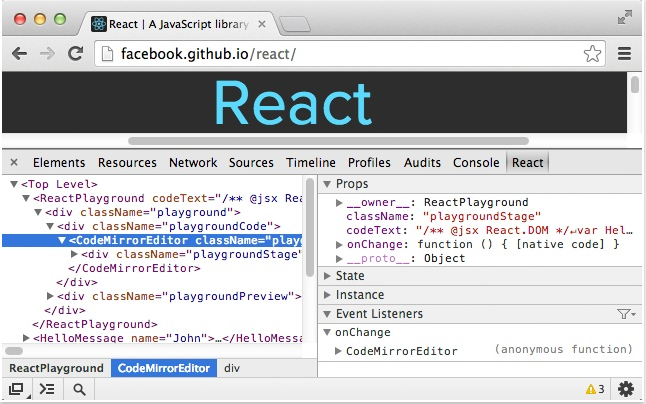 React | A JavaScript library
facebook.github.io/react/
React
Elements Resources Network Sources Timeline Profiles Audits Console React
<Top Level>
<ReactPlayground codeText="/** @jsx Rea
<div className="playground">
<div className="playgroundCode">
<CodeMirrorEditor className="play
<div className="playgroundStage"
</CodeMirrorEditor>
</div>
<div className="playgroundPreview">
</div>
</ReactPlayground>
<HelloMessage name="John">…</HelloMessa
Props
__owner__: ReactPlayground
className: "playgroundStage"
codeText: "/** @jsx React.DOM */↵var Hel…
onChange: function () { [native code] }
__proto__: Object
State
Instance
Event Listeners
onChange
CodeMirrorEditor (anonymous function)
ReactPlayground CodeMirrorEditor div
3